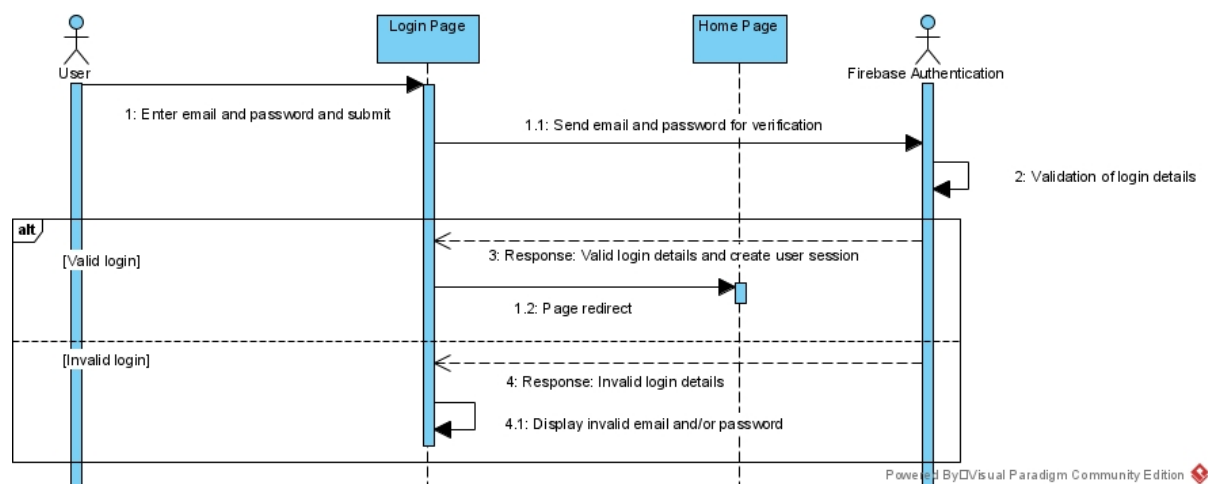 Login Page
Home Page
User
Firebase Authentication
1: Enter email and password and submit
1.1: Send email and password for verification
2: Validation of login details
alt
[Valid login]
3: Response: Valid login details and create user session
1.2: Page redirect
[Invalid login]
4: Response: Invalid login details
4.1: Display invalid email and/or password
Powered By□Visual Paradigm Community Edition